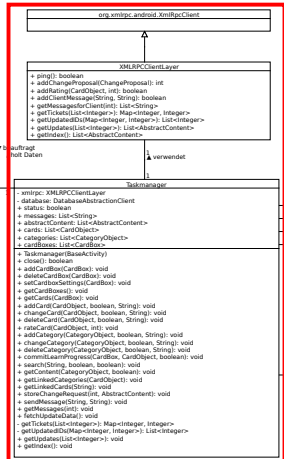 org.xmlrpc.android.XmlRpcClient
XMLRPCClientLayer
+ ping(): boolean
+ addChangeProposal(ChangeProposal): int
+ addRating(CardObject, int): boolean
+ addClientMessage(String, String): boolean
+ getMessagesforClient(int): List<String>
+ getTickets(List<Integer>): Map<Integer, Integer>
+ getUpdatedIDs(Map<Integer, Integer>): List<Integer>
+ getUpdates(List<Integer>): List<AbstractContent>
+ getIndex(): List<AbstractContent>
beauftragt
holt Daten
1
verwendet
1
Taskmanager
- xmlrpc: XMLRPCClientLayer
- database: DatabaseAbstractionClient
+ status: boolean
+ messages: List<String>
+ abstractContent: List<AbstractContent>
+ cards: List<CardObject>
+ categories: List<CategoryObject>
+ cardBoxes: List<CardBox>
+ Taskmanager(BaseActivity)
+ close(): boolean
+ addCardBox(CardBox): void
+ deleteCardBox(CardBox): void
+ setCardboxSettings(CardBox): void
+ getCardBoxes(): void
+ getCards(CardBox): void
+ addCard(CardObject, boolean, String): void
+ changeCard(CardObject, boolean, String): void
+ deleteCard(CardObject, boolean, String): void
+ rateCard(CardObject, int): void
+ addCategory(CategoryObject, boolean, String): void
+ changeCategory(CategoryObject, boolean, String): void
+ deleteCategory(CategoryObject, boolean, String): void
+ commitLearnProgress(CardBox, CardObject, boolean): void
+ search(String, boolean, boolean): void
+ getContent(CategoryObject, boolean): void
+ getLinkedCategories(CardObject): void
+ getLinkedCards(String): void
+ storeChangeRequest(int, AbstractContent): void
+ sendMessage(String, String): void
+ getMessages(int): void
+ fetchUpdateData(): void
- getTickets(List<Integer>): Map<Integer, Integer>
- getUpdatedIDs(Map<Integer, Integer>): List<Integer>
+ getUpdates(List<Integer>): void
+ getIndex(): void